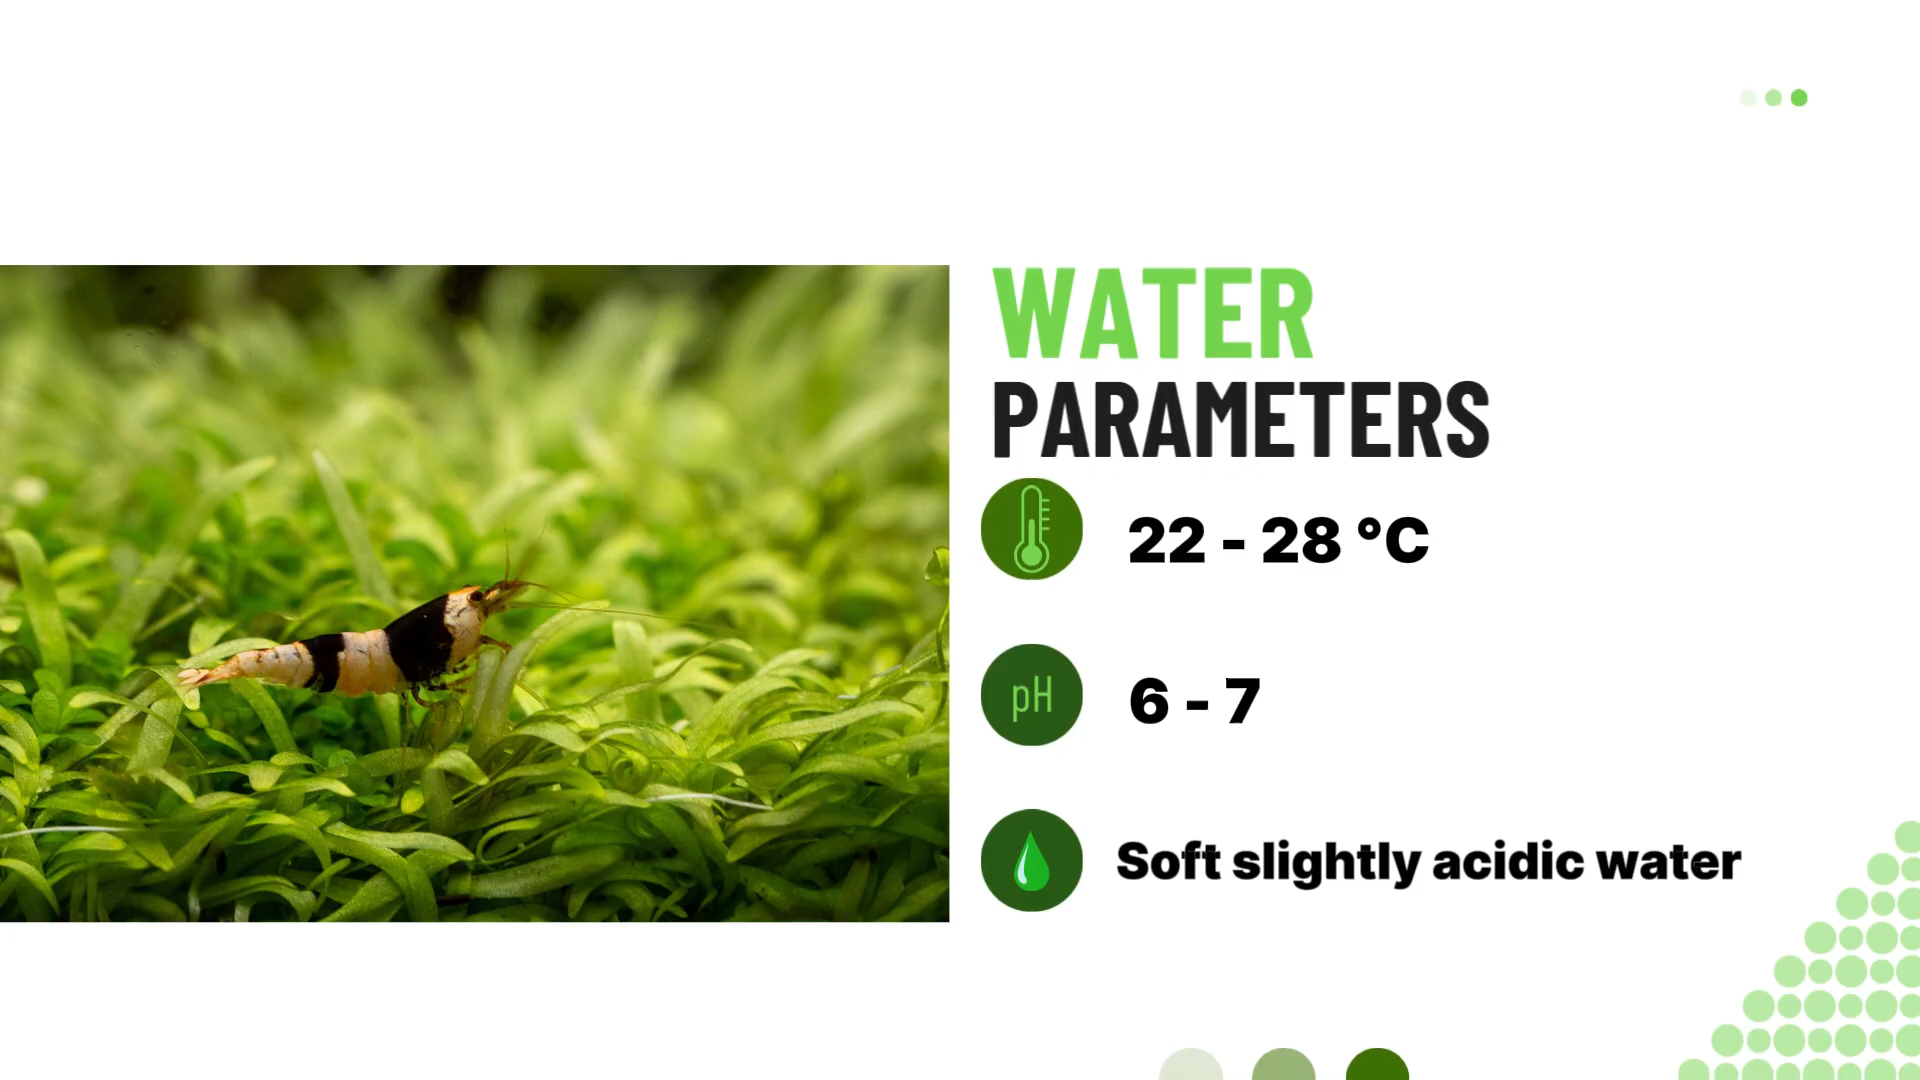 WATER
PARAMETERS
22 - 28 °C
pH
6 - 7
Soft slightly acidic water